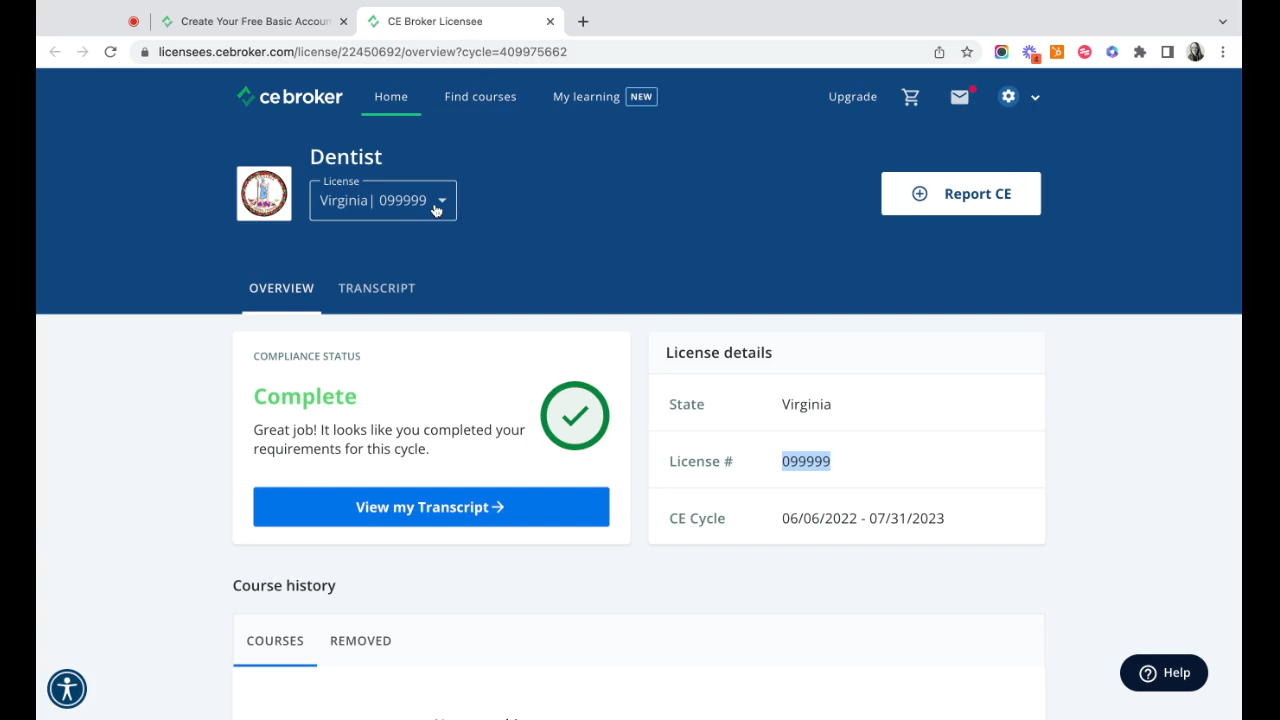 Create Your Free Basic Accoun
CE Broker Licensee
licensees.cebroker.com/license/22450692/overview?cycle=409975662
4
ce broker
Home
Find courses
My learning NEW
Upgrade
Dentist
License
Virginia| 099999
Report CE
OVERVIEW
TRANSCRIPT
COMPLIANCE STATUS
Complete
Great job! It looks like you completed your
requirements for this cycle.
View my Transcript
License details
State Virginia
License # 099999
CE Cycle 06/06/2022 - 07/31/2023
Course history
COURSES
REMOVED
Help